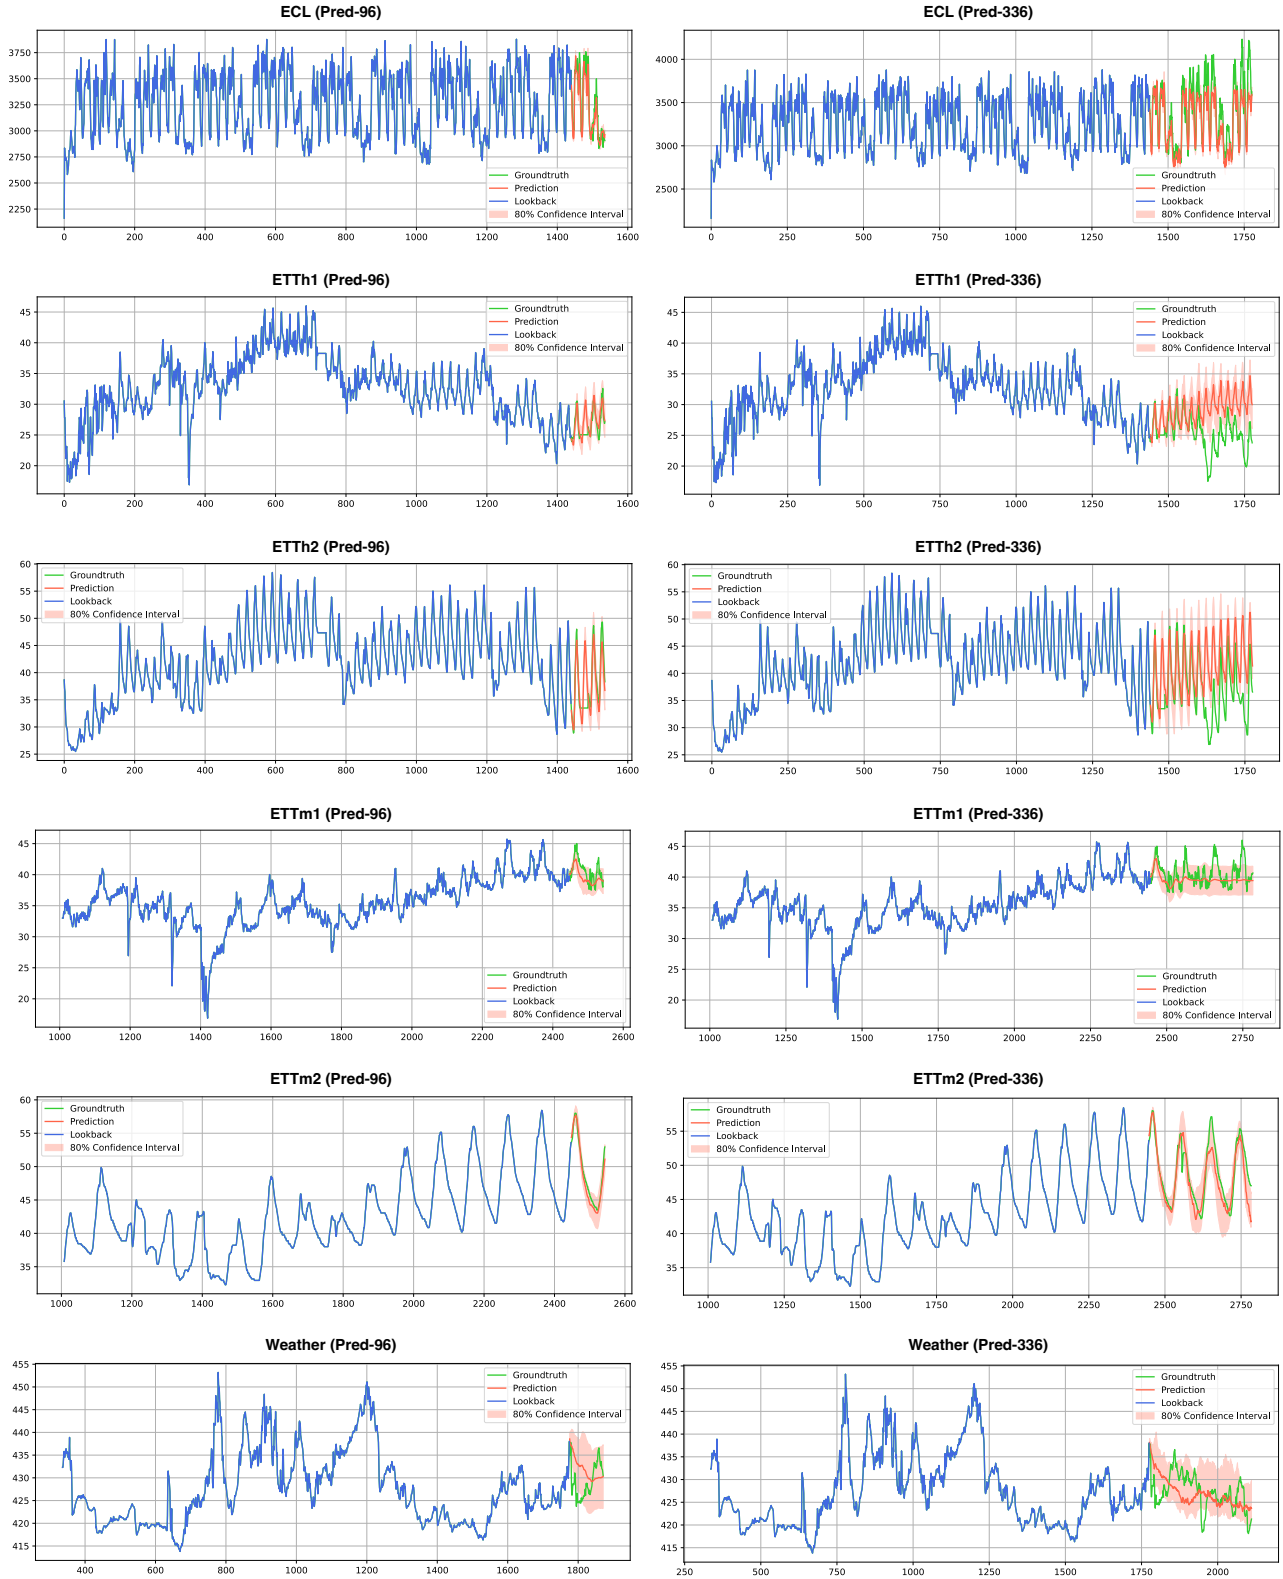 ECL (Pred-96)
3750
3500
3250
3000
2750
2500
2250
Groundtruth
Prediction
Lookback
80% Confidence Interval
0 200 400 600 800 1000 1200 1400 1600
ECL (Pred-336)
4000
3500
3000
2500
Groundtruth
Prediction
Lookback
80% Confidence Interval
0 250 500 750 1000 1250 1500 1750
ETTh1 (Pred-96)
45
40
35
30
25
20
Groundtruth
Prediction
Lookback
80% Confidence Interval
0 200 400 600 800 1000 1200 1400 1600
ETTh1 (Pred-336)
45
40
35
30
25
20
Groundtruth
Prediction
Lookback
80% Confidence Interval
0 250 500 750 1000 1250 1500 1750
ETTh2 (Pred-96)
60
55
50
45
40
35
30
25
Groundtruth
Prediction
Lookback
80% Confidence Interval
0 200 400 600 800 1000 1200 1400 1600
ETTh2 (Pred-336)
60
55
50
45
40
35
30
25
Groundtruth
Prediction
Lookback
80% Confidence Interval
0 250 500 750 1000 1250 1500 1750
ETTm1 (Pred-96)
45
40
35
30
25
20
Groundtruth
Prediction
Lookback
80% Confidence Interval
1000 1200 1400 1600 1800 2000 2200 2400 2600
ETTm1 (Pred-336)
45
40
35
30
25
20
Groundtruth
Prediction
Lookback
80% Confidence Interval
1000 1250 1500 1750 2000 2250 2500 2750
ETTm2 (Pred-96)
60
55
50
45
40
35
Groundtruth
Prediction
Lookback
80% Confidence Interval
1000 1200 1400 1600 1800 2000 2200 2400 2600
ETTm2 (Pred-336)
55
50
45
40
35
Groundtruth
Prediction
Lookback
80% Confidence Interval
1000 1250 1500 1750 2000 2250 2500 2750
Weather (Pred-96)
455
450
445
440
435
430
425
420
415
Groundtruth
Prediction
Lookback
80% Confidence Interval
400 600 800 1000 1200 1400 1600 1800
Weather (Pred-336)
455
450
445
440
435
430
425
420
415
Groundtruth
Prediction
Lookback
80% Confidence Interval
250 500 750 1000 1250 1500 1750 2000